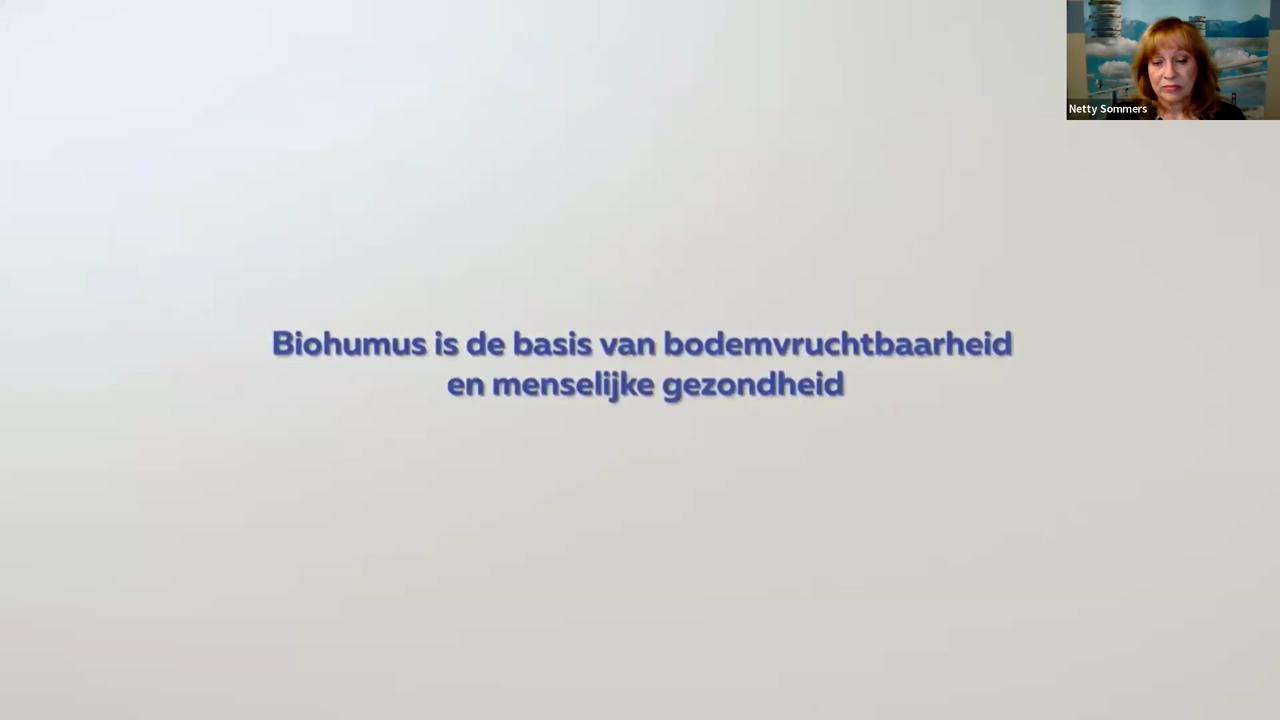 Netty Sommers
Biohumus is de basis van bodemvruchtbaarheid
en menselijke gezondheid